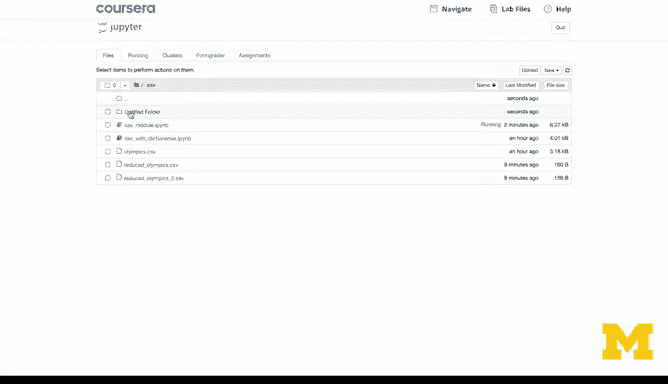 coursera
Navigate Lab Files Help
jupyter
Quit
Files Running Clusters Formgrader Assignments
Select items to perform actions on them.
Upload New
0 / csv Name Last Modified File size
.. seconds ago
Untitled Folder seconds ago
csv_module.ipynb Running 2 minutes ago 6.27 kB
csv_with_dictionaries.ipynb an hour ago 4.01 kB
olympics.csv an hour ago 3.18 kB
reduced_olympics.csv 9 minutes ago 160 B
reduced_olympics_2.csv 8 minutes ago 159 B
M